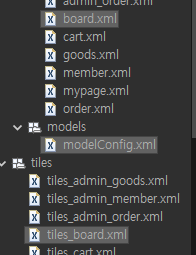 admin_order.xml
board.xml
cart.xml
goods.xml
member.xml
mypage.xml
order.xml
models
modelConfig.xml
tiles
tiles_admin_goods.xml
tiles_admin_member.xml
tiles_admin_order.xml
tiles_board.xml
tiles_cart.xml